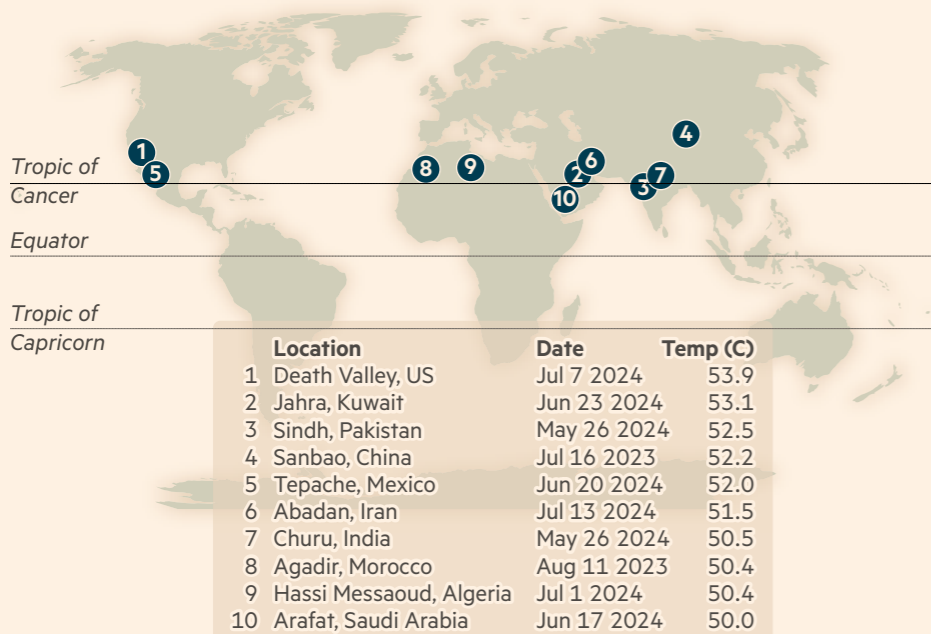 1
4
Tropic of
5
8
9
6
2
7
3
Cancer
10
Equator
Tropic of
Capricorn
Location Date Temp (C)
1 Death Valley, US Jul 7 2024 53.9
2 Jahra, Kuwait Jun 23 2024 53.1
3 Sindh, Pakistan May 26 2024 52.5
4 Sanbao, China Jul 16 2023 52.2
5 Tepache, Mexico Jun 20 2024 52.0
6 Abadan, Iran Jul 13 2024 51.5
7 Churu, India May 26 2024 50.5
8 Agadir, Morocco Aug 11 2023 50.4
9 Hassi Messaoud, Algeria Jul 1 2024 50.4
10 Arafat, Saudi Arabia Jun 17 2024 50.0